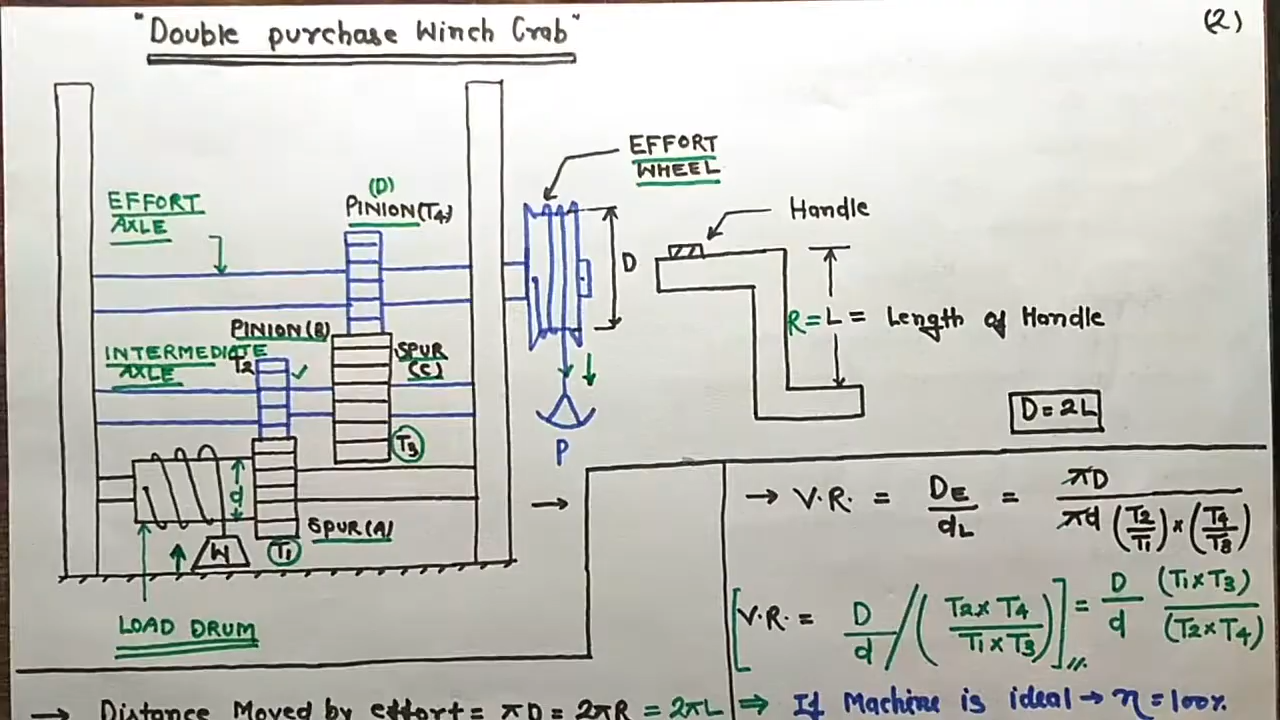 "Double purchase Winch Crab"
(2)
EFFORT
WHEEL
(D)
PINION(T4)
EFFORT
AXLE
Handle
D
R=L= Length of Handle
PINION(B)
INTERMEDIATE
AXLE
T2
SPUR
(C)
D=2L
T3
P
d
SPUR(A)
W
T1
LOAD DRUM
→ V.R. = DE/dL = πD/πd (T2/T1) × (T4/T3)
[V.R. = D/d / (T2×T4/T1×T3)] = D/d (T1×T3)/(T2×T4)
→ Distance Moved by effort = πD = 2πR = 2πL
⇒ If Machine is ideal → η = 100%